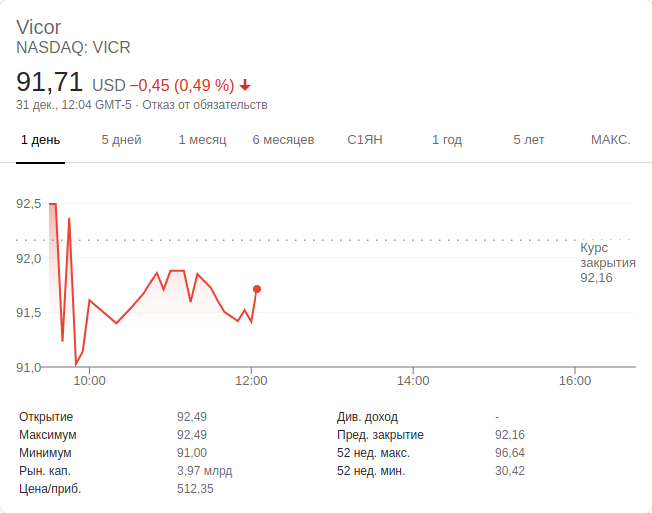 Vicor
NASDAQ: VICR
91,71 USD −0,45 (0,49 %)
31 дек., 12:04 GMT-5 · Отказ от обязательств
1 день 5 дней 1 месяц 6 месяцев С1ЯН 1 год 5 лет МАКС.
92,5
92,0
91,5
91,0
Курс
закрытия
92,16
10:00 12:00 14:00 16:00
Открытие 92,49 Див. доход -
Максимум 92,49 Пред. закрытие 92,16
Минимум 91,00 52 нед. макс. 96,64
Рын. кап. 3,97 млрд 52 нед. мин. 30,42
Цена/приб. 512,35